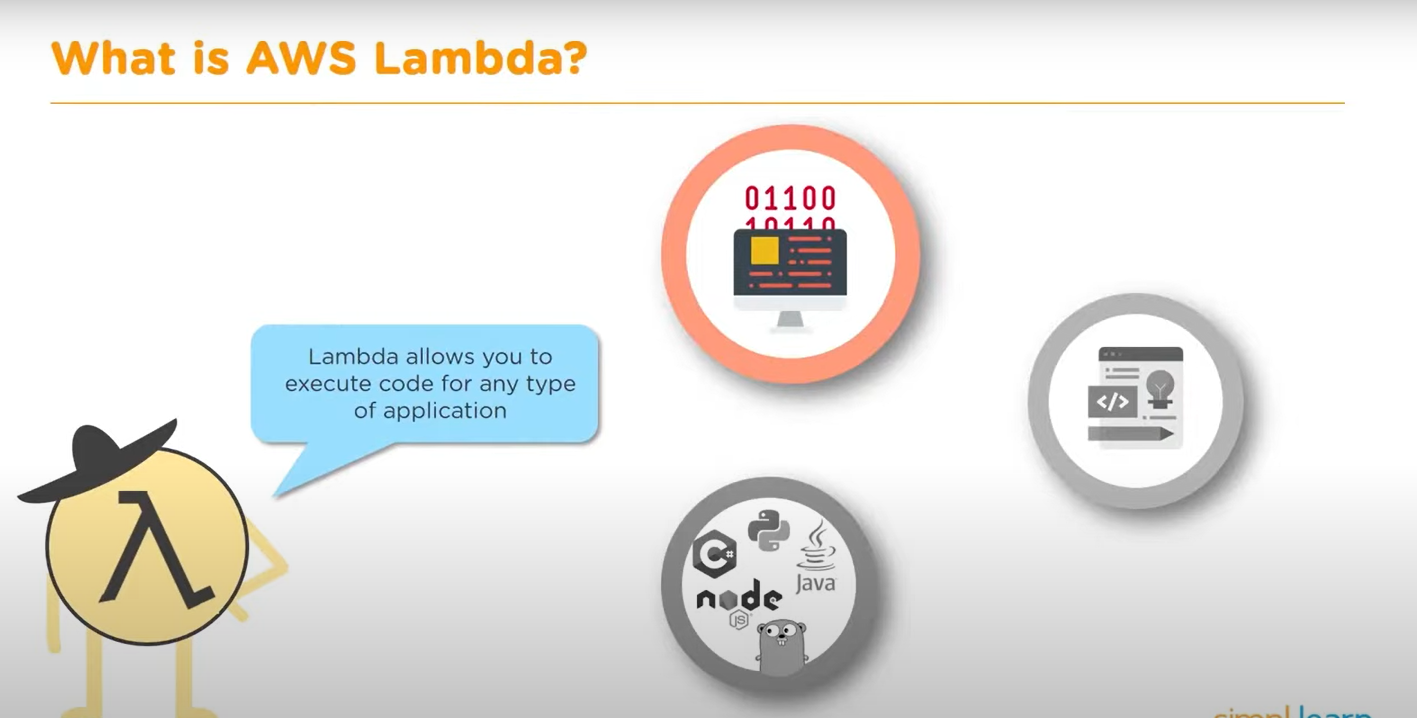 What is AWS Lambda?
01100
10110
Lambda allows you to
execute code for any type
of application
</>
λ
C#
Java
node
JS
simplilearn